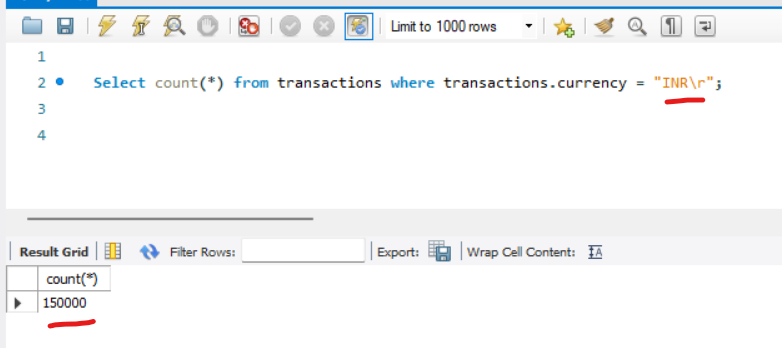 Limit to 1000 rows
1
2 Select count(*) from transactions where transactions.currency = "INR\r";
3
4
Result Grid Filter Rows: Export: Wrap Cell Content: IA
count(*)
150000